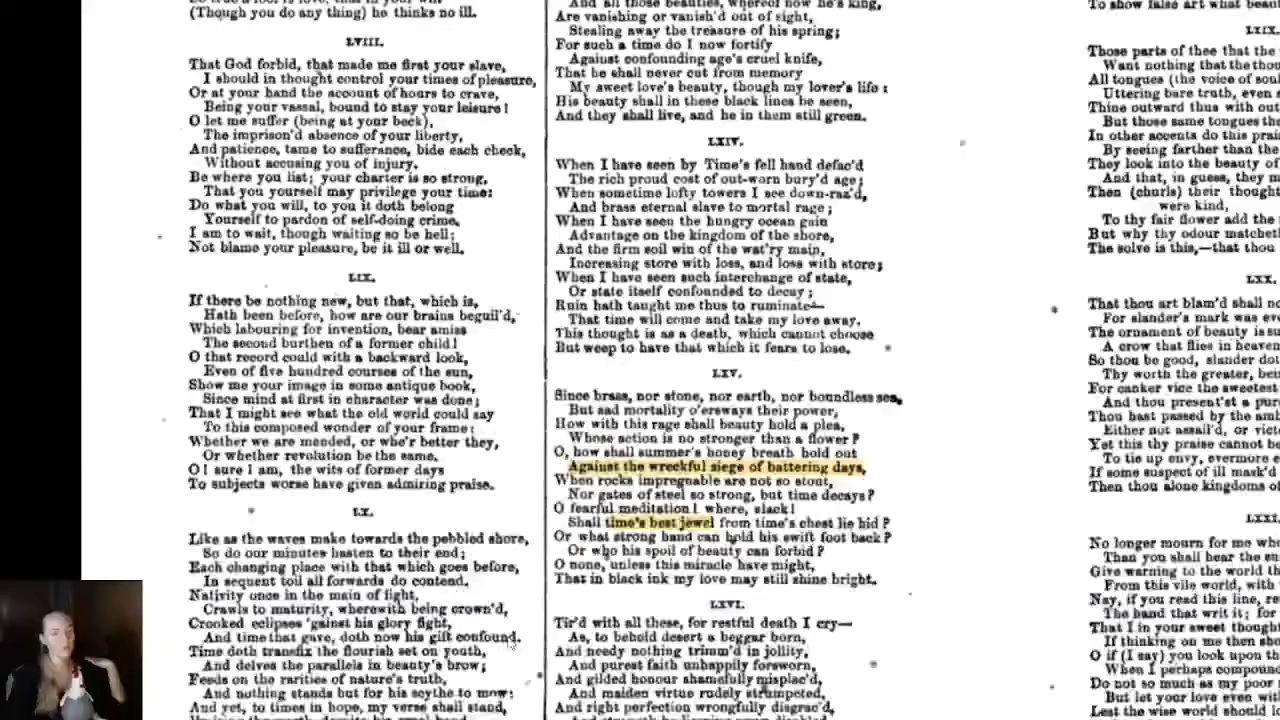 (Though you do any thing) he thinks no ill.
LVIII.
That God forbid, that made me first your slave,
I should in thought control your times of pleasure,
Or at your hand the account of hours to crave,
Being your vassal, bound to stay your leisure!
O let me suffer (being at your beck),
The imprison'd absence of your liberty,
And patience, tame to sufferance, bide each check,
Without accusing you of injury.
Be where you list; your charter is so strong,
That you yourself may privilege your time:
Do what you will, to you it doth belong
Yourself to pardon of self-doing crime.
I am to wait, though waiting so be hell;
Not blame your pleasure, be it ill or well.
LIX.
If there be nothing new, but that, which is,
Hath been before, how are our brains beguil'd,
Which labouring for invention, bear amiss
The second burthen of a former child!
O that record could with a backward look,
Even of five hundred courses of the sun,
Show me your image in some antique book,
Since mind at first in character was done;
That I might see what the old world could say
To this composed wonder of your frame:
Whether we are mended, or whe'r better they,
Or whether revolution be the same.
O! sure I am, the wits of former days
To subjects worse have given admiring praise.
LX.
Like as the waves make towards the pebbled shore,
So do our minutes hasten to their end;
Each changing place with that which goes before,
In sequent toil all forwards do contend.
Nativity once in the main of light,
Crawls to maturity, wherewith being crown'd,
Crooked eclipses 'gainst his glory fight,
And time that gave, doth now his gift confound.
Time doth transfix the flourish set on youth,
And delves the parallels in beauty's brow;
Feeds on the rarities of nature's truth,
And nothing stands but for his scythe to mow:
And yet, to times in hope, my verse shall stand,
And all those beauties, whereof now he's king,
Are vanishing or vanish'd out of sight,
Stealing away the treasure of his spring;
For such a time do I now fortify
Against confounding age's cruel knife,
That he shall never cut from memory
My sweet love's beauty, though my lover's life:
His beauty shall in these black lines be seen,
And they shall live, and he in them still green.
LXIV.
When I have seen by Time's fell hand defac'd
The rich proud cost of out-worn bury'd age;
When sometime lofty towers I see down-raz'd,
And brass eternal slave to mortal rage;
When I have seen the hungry ocean gain
Advantage on the kingdom of the shore,
And the firm soil win of the wat'ry main,
Increasing store with loss, and loss with store;
When I have seen such interchange of state,
Or state itself confounded to decay;
Ruin hath taught me thus to ruminate—
That time will come and take my love away.
This thought is as a death, which cannot choose
But weep to have that which it fears to lose.
LXV.
Since brass, nor stone, nor earth, nor boundless sea,
But sad mortality o'ersways their power,
How with this rage shall beauty hold a plea,
Whose action is no stronger than a flower?
O, how shall summer's honey breath hold out
Against the wreckful siege of battering days,
When rocks impregnable are not so stout,
Nor gates of steel so strong, but time decays?
O fearful meditation! where, alack!
Shall time's best jewel from time's chest lie hid?
Or what strong hand can hold his swift foot back?
Or who his spoil of beauty can forbid?
O none, unless this miracle have might,
That in black ink my love may still shine bright.
LXVI.
Tir'd with all these, for restful death I cry—
As, to behold desert a beggar born,
And needy nothing trimm'd in jollity,
And purest faith unhappily forsworn,
And gilded honour shamefully misplac'd,
And maiden virtue rudely strumpeted,
And right perfection wrongfully disgrac'd,
To show false art what beau
LXIX.
Those parts of thee that the
Want nothing that the thou
All tongues (the voice of soul
Uttering bare truth, even s
Thine outward thus with out
But those same tongues tha
In other accents do this prai
By seeing farther than the
They look into the beauty of
And that, in guess, they m
Then (churls) their though
were kind,
To thy fair flower add the
But why thy odour matchet
The solve is this,—that thou
LXX.
That thou art blam'd shall no
For slander's mark was eve
The ornament of beauty is su
A crow that flies in heaven
So thou be good, slander dot
Thy worth the greater, bein
For canker vice the sweetest
And thou present'st a pure
Thou hast passed by the amb
Either not assail'd, or victo
Yet this thy praise cannot be
To tie up envy, evermore e
If some suspect of ill mask'd
Then thou alone kingdoms of
LXXI.
No longer mourn for me whe
Than you shall hear the su
Give warning to the world th
From this vile world, with
Nay, if you read this line, re
The hand that writ it; for
That I in your sweet though
If thinking on me then sho
O if (I say) you look upon th
When I perhaps compound
Do not so much as my poor
But let your love even wit
Lest the wise world should l